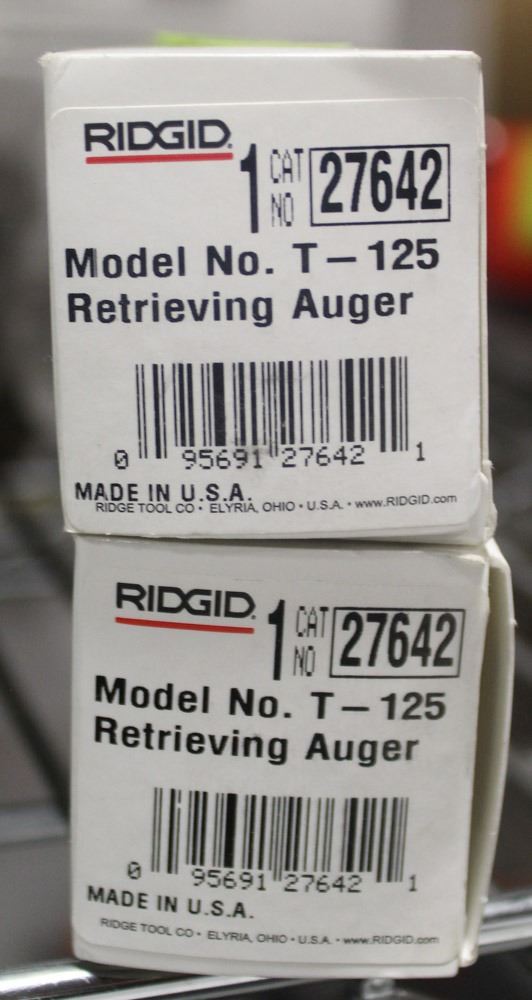 RIDGID
1 CAT NO 27642
Model No. T-125
Retrieving Auger
0 95691 27642 1
MADE IN U.S.A.
RIDGE TOOL CO • ELYRIA, OHIO • U.S.A. • www.RIDGID.com
RIDGID
1 CAT NO 27642
Model No. T-125
Retrieving Auger
0 95691 27642 1
MADE IN U.S.A.
RIDGE TOOL CO • ELYRIA, OHIO • U.S.A. • www.RIDGID.com